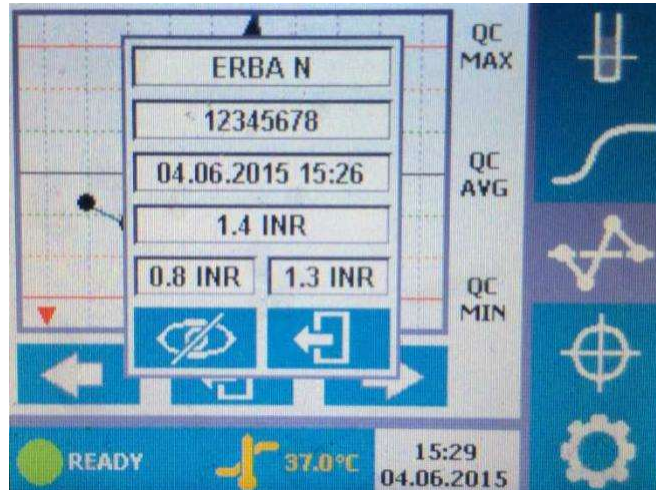 QC
MAX
ERBA N
12345678
04.06.2015 15:26
QC
AVG
1.4 INR
0.8 INR 1.3 INR
QC
MIN
READY
37.0°C
15:29
04.06.2015